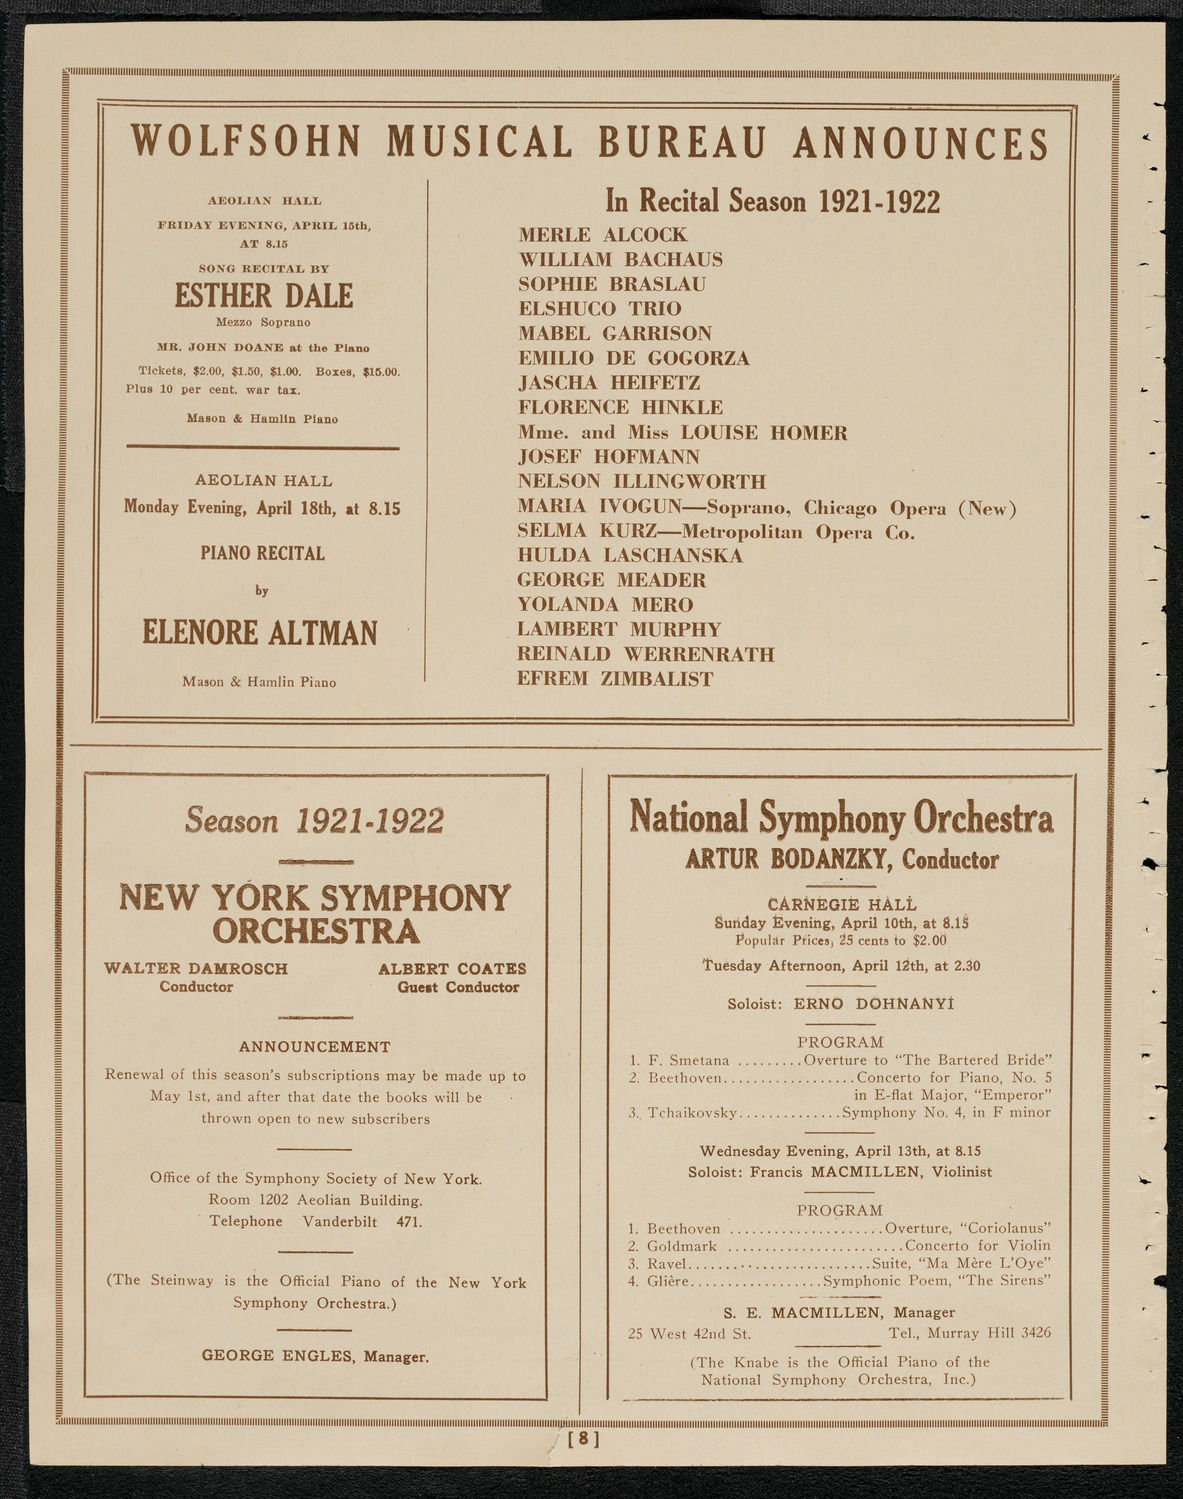 WOLFSOHN MUSICAL BUREAU ANNOUNCES
AEOLIAN HALL
FRIDAY EVENING, APRIL 15th,
AT 8.15
SONG RECITAL BY
ESTHER DALE
Mezzo Soprano
MR. JOHN DOANE at the Piano
Tickets, $2.00, $1.50, $1.00. Boxes, $15.00.
Plus 10 per cent. war tax.
Mason & Hamlin Piano
AEOLIAN HALL
Monday Evening, April 18th, at 8.15
PIANO RECITAL
by
ELENORE ALTMAN
Mason & Hamlin Piano
In Recital Season 1921-1922
MERLE ALCOCK
WILLIAM BACHAUS
SOPHIE BRASLAU
ELSHUCO TRIO
MABEL GARRISON
EMILIO DE GOGORZA
JASCHA HEIFETZ
FLORENCE HINKLE
Mme. and Miss LOUISE HOMER
JOSEF HOFMANN
NELSON ILLINGWORTH
MARIA IVOGUN—Soprano, Chicago Opera (New)
SELMA KURZ—Metropolitan Opera Co.
HULDA LASCHANSKA
GEORGE MEADER
YOLANDA MERO
LAMBERT MURPHY
REINALD WERRENRATH
EFREM ZIMBALIST
Season 1921-1922
NEW YORK SYMPHONY
ORCHESTRA
WALTER DAMROSCH ALBERT COATES
Conductor Guest Conductor
ANNOUNCEMENT
Renewal of this season's subscriptions may be made up to
May 1st, and after that date the books will be
thrown open to new subscribers
Office of the Symphony Society of New York.
Room 1202 Aeolian Building.
Telephone Vanderbilt 471.
(The Steinway is the Official Piano of the New York
Symphony Orchestra.)
GEORGE ENGLES, Manager.
National Symphony Orchestra
ARTUR BODANZKY, Conductor
CARNEGIE HALL
Sunday Evening, April 10th, at 8.15
Popular Prices, 25 cents to $2.00
Tuesday Afternoon, April 12th, at 2.30
Soloist: ERNO DOHNANYI
PROGRAM
1. F. Smetana .........Overture to "The Bartered Bride"
2. Beethoven..................Concerto for Piano, No. 5
in E-flat Major, "Emperor"
3. Tchaikovsky..............Symphony No. 4, in F minor
Wednesday Evening, April 13th, at 8.15
Soloist: Francis MACMILLEN, Violinist
PROGRAM
1. Beethoven .....................Overture, "Coriolanus"
2. Goldmark ........................Concerto for Violin
3. Ravel.........................Suite, "Ma Mère L'Oye"
4. Glière..................Symphonic Poem, "The Sirens"
S. E. MACMILLEN, Manager
25 West 42nd St. Tel., Murray Hill 3426
(The Knabe is the Official Piano of the
National Symphony Orchestra, Inc.)
[ 8 ]